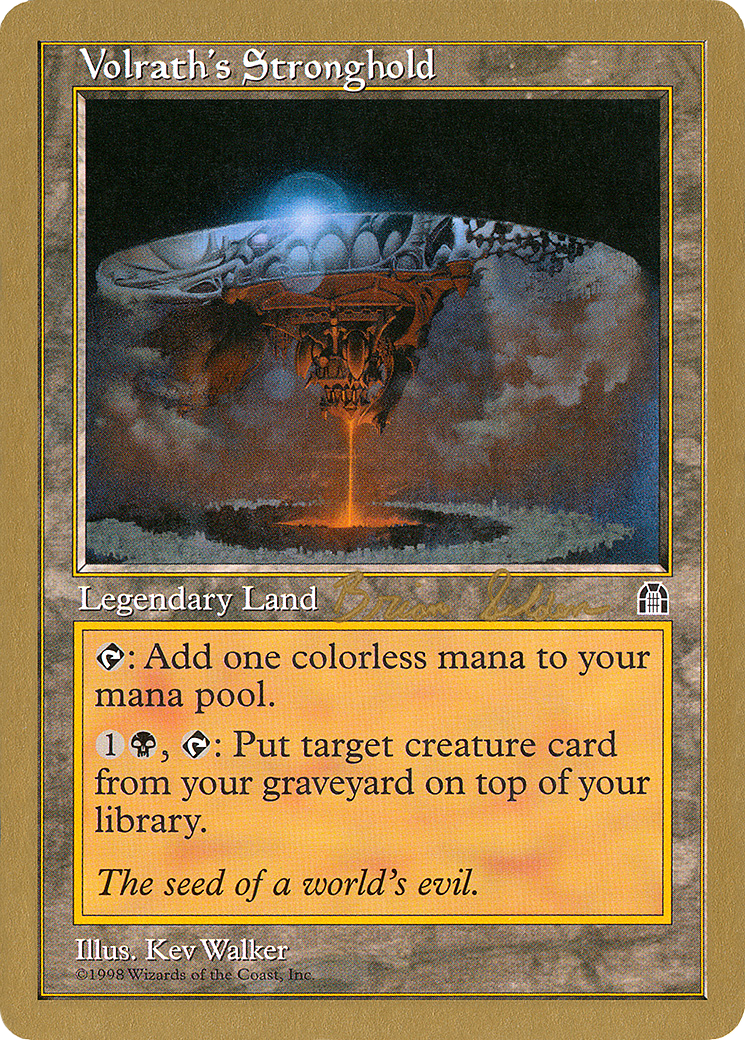 Volrath's Stronghold
Legendary Land
: Add one colorless mana to your
mana pool.
1, : Put target creature card
from your graveyard on top of your
library.
The seed of a world's evil.
Illus. Kev Walker
©1998 Wizards of the Coast, Inc.